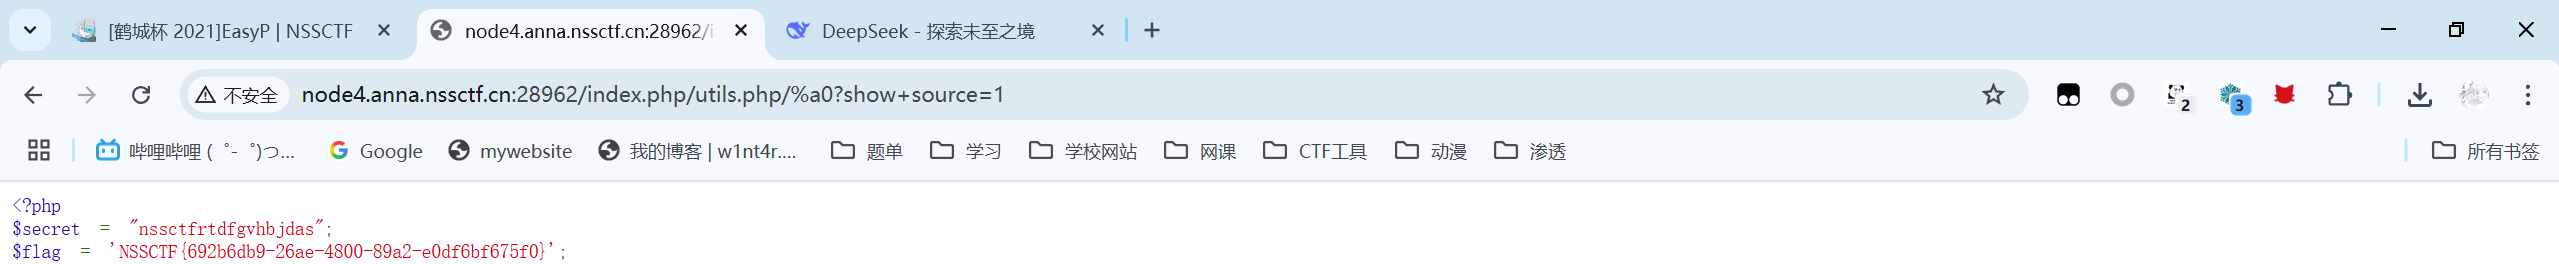 [鹤城杯 2021]EasyP | NSSCTF
node4.anna.nssctf.cn:28962/i
DeepSeek - 探索未至之境
不安全 node4.anna.nssctf.cn:28962/index.php/utils.php/%a0?show+source=1
2
3
哔哩哔哩 ( ゜- ゜)つ... Google mywebsite 我的博客 | w1nt4r.... 题单 学习 学校网站 网课 CTF工具 动漫 渗透 所有书签
<?php
$secret = "nssctfrtdfgvhbjdas";
$flag = 'NSSCTF{692b6db9-26ae-4800-89a2-e0df6bf675f0}';